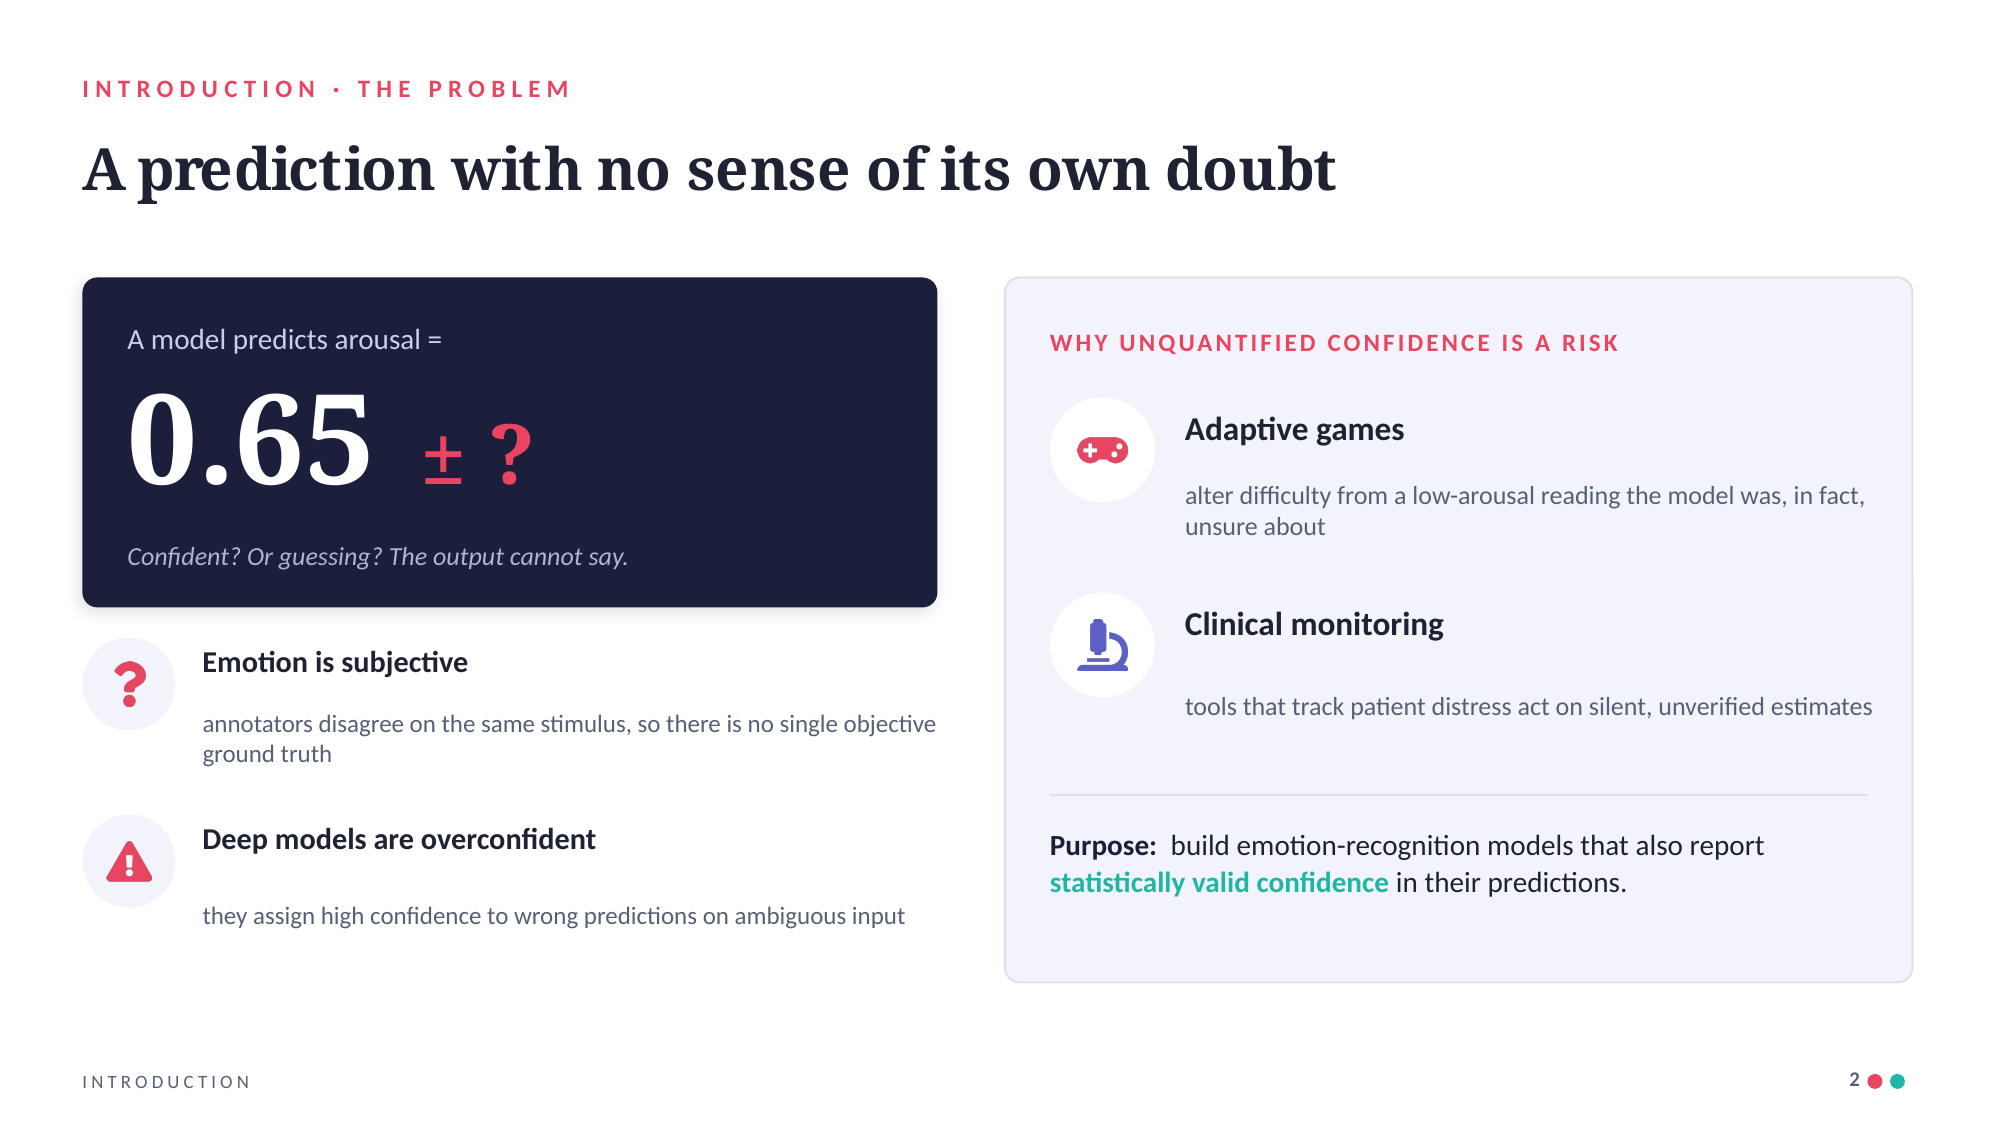 INTRODUCTION · THE PROBLEM
A prediction with no sense of its own doubt
A model predicts arousal =
0.65 ± ?
Confident? Or guessing? The output cannot say.
Emotion is subjective
annotators disagree on the same stimulus, so there is no single objective
ground truth
Deep models are overconfident
they assign high confidence to wrong predictions on ambiguous input
WHY UNQUANTIFIED CONFIDENCE IS A RISK
Adaptive games
alter difficulty from a low-arousal reading the model was, in fact,
unsure about
Clinical monitoring
tools that track patient distress act on silent, unverified estimates
Purpose: build emotion-recognition models that also report
statistically valid confidence in their predictions.
INTRODUCTION
2